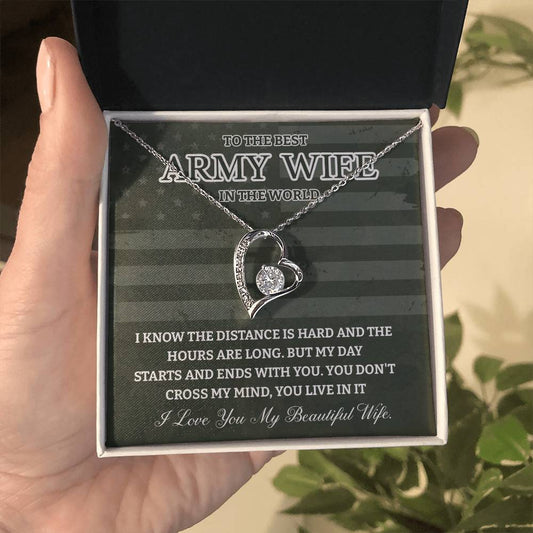 TO THE BEST
ARMY WIFE
IN THE WORLD
I KNOW THE DISTANCE IS HARD AND THE
HOURS ARE LONG. BUT MY DAY
STARTS AND ENDS WITH YOU. YOU DON'T
CROSS MY MIND, YOU LIVE IN IT
I Love You My Beautiful Wife.